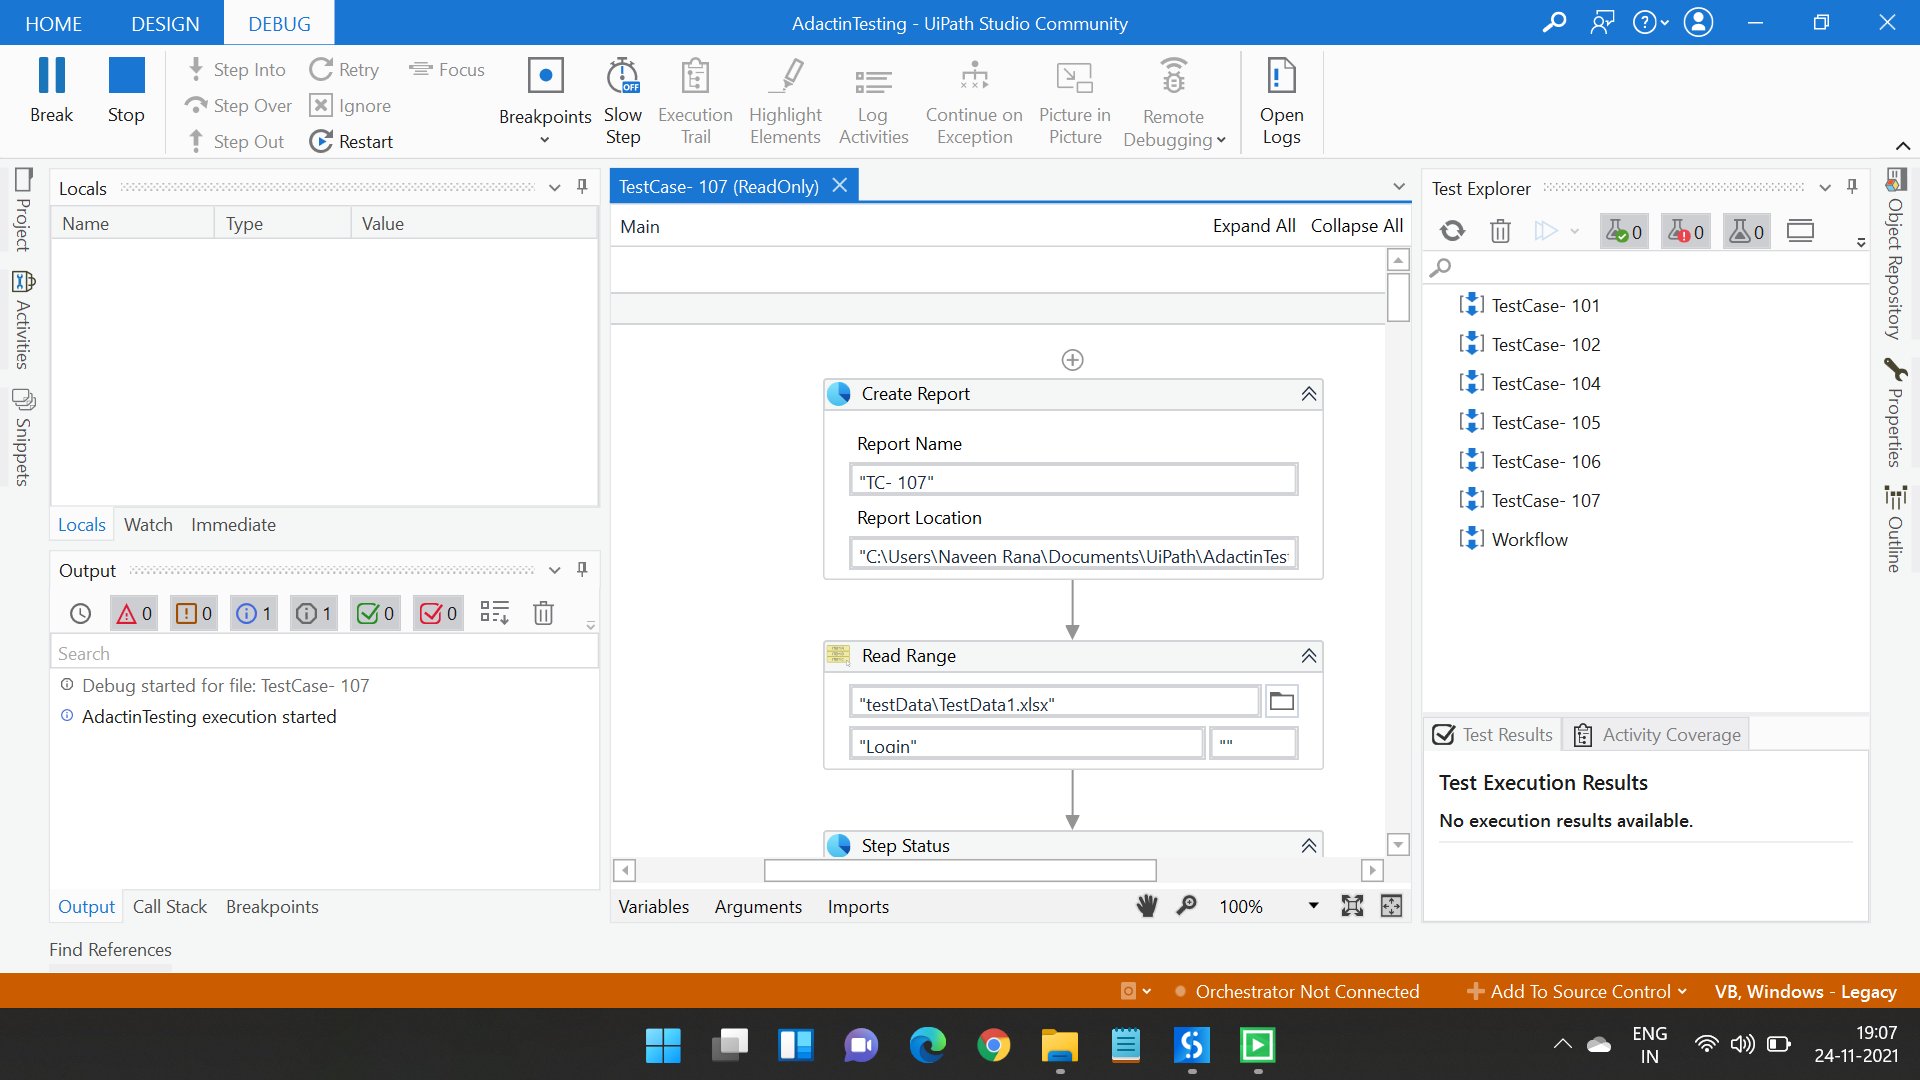 HOME DESIGN DEBUG AdactinTesting - UiPath Studio Community
Break
Stop
Step Into
Step Over
Step Out
Retry
Ignore
Restart
Focus
Breakpoints
Slow
Step
Execution
Trail
Highlight
Elements
Log
Activities
Continue on
Exception
Picture in
Picture
Remote
Debugging
Open
Logs
Project
Activities
Snippets
Locals
Name Type Value
Locals Watch Immediate
Output
0 0 1 1 0 0
Search
Debug started for file: TestCase- 107
AdactinTesting execution started
Output Call Stack Breakpoints
Find References
TestCase- 107 (ReadOnly)
Main Expand All Collapse All
Create Report
Report Name
"TC- 107"
Report Location
"C:\Users\Naveen Rana\Documents\UiPath\AdactinTes
Read Range
"testData\TestData1.xlsx"
"Login" ""
Step Status
Variables Arguments Imports 100%
Test Explorer
0 0 0
TestCase- 101
TestCase- 102
TestCase- 104
TestCase- 105
TestCase- 106
TestCase- 107
Workflow
Test Results Activity Coverage
Test Execution Results
No execution results available.
Object Repository
Properties
Outline
Orchestrator Not Connected Add To Source Control VB, Windows - Legacy
OFF
ENG
IN
19:07
24-11-2021